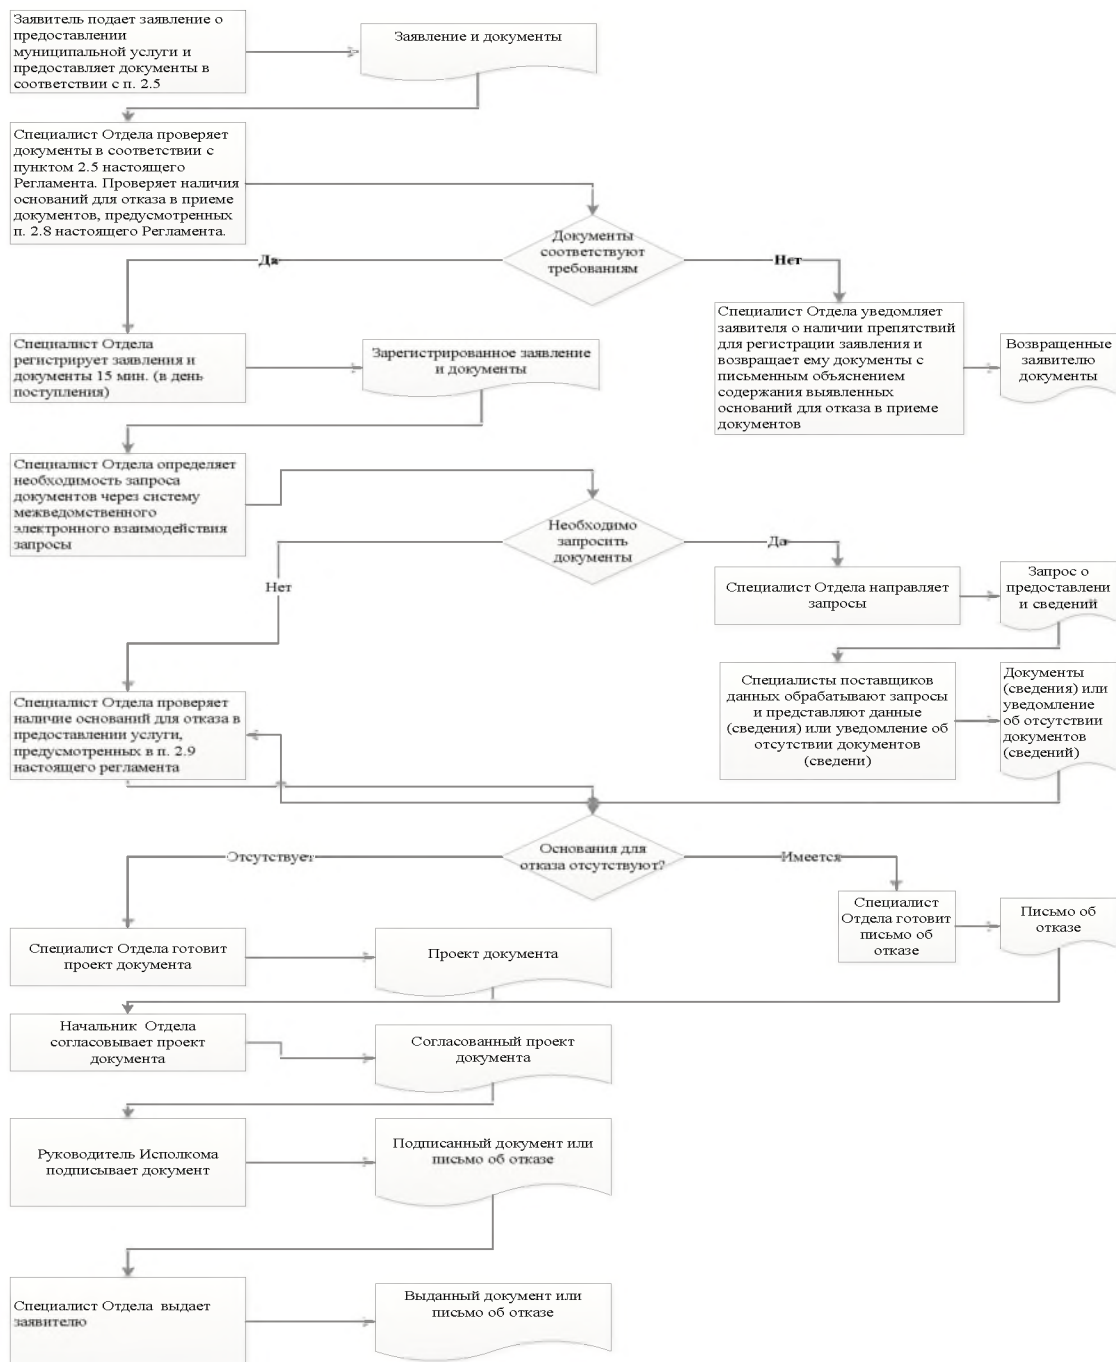 Заявитель подает заявление о
предоставлении
муниципальной услуги и
предоставляет документы в
соответствии с п. 2.5
Заявление и документы
Специалист Отдела проверяет
документы в соответствии с
пунктом 2.5 настоящего
Регламента. Проверяет наличия
оснований для отказа в приеме
документов, предусмотренных
п. 2.8 настоящего Регламента.
Документы
соответствуют
требованиям
Да
Нет
Специалист Отдела
регистрирует заявления и
документы 15 мин. (в день
поступления)
Зарегистрированное заявление
и документы
Специалист Отдела уведомляет
заявителя о наличии препятствий
для регистрации заявления и
возвращает ему документы с
письменным объяснением
содержания выявленных
оснований для отказа в приеме
документов
Возвращенные
заявителю
документы
Специалист Отдела определяет
необходимость запроса
документов через систему
межведомственного
электронного взаимодействия
запросы
Необходимо
запросить
документы
Да
Нет
Специалист Отдела направляет
запросы
Запрос о
предоставлени
и сведений
Специалисты поставщиков
данных обрабатывают запросы
и представляют данные
(сведения) или уведомление об
отсутствии документов
(сведени)
Документы
(сведения) или
уведомление
об отсутствии
документов
(сведений)
Специалист Отдела проверяет
наличие оснований для отказа в
предоставлении услуги,
предусмотренных в п. 2.9
настоящего регламента
Основания для
отказа отсутствуют?
Отсутствует
Имеется
Специалист
Отдела готовит
письмо об
отказе
Письмо об
отказе
Специалист Отдела готовит
проект документа
Проект документа
Начальник Отдела
согласовывает проект
документа
Согласованный проект
документа
Руководитель Исполкома
подписывает документ
Подписанный документ или
письмо об отказе
Специалист Отдела выдает
заявителю
Выданный документ или
письмо об отказе